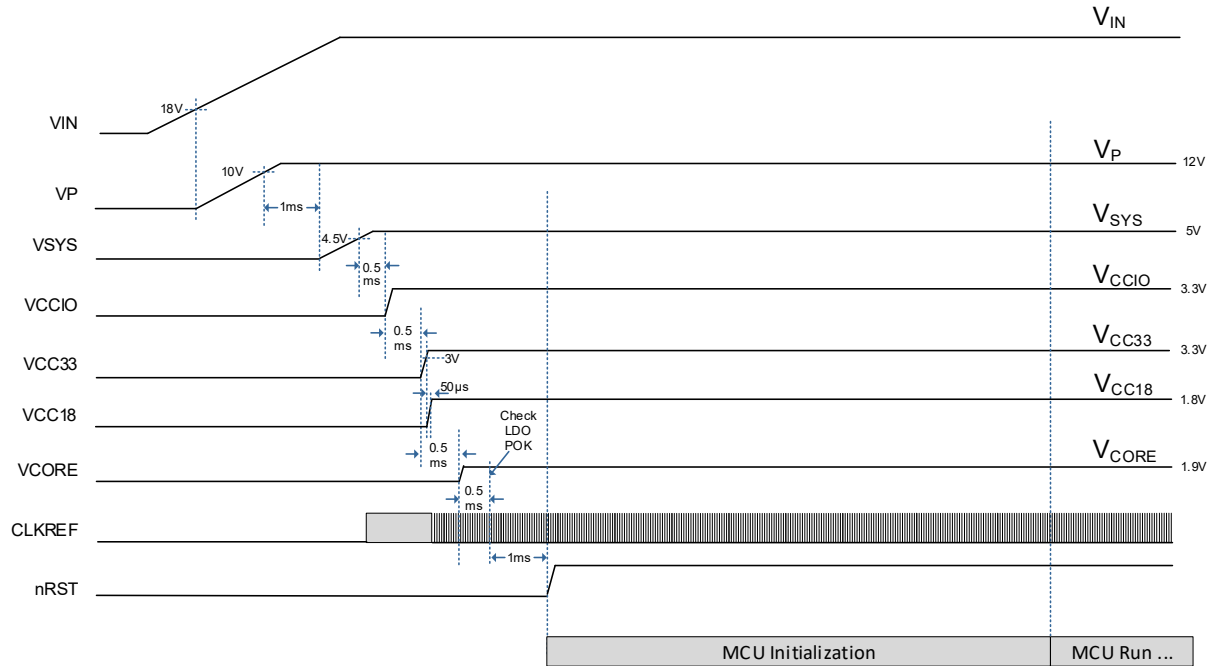 VIN
18V
V_IN
VP
10V
1ms
V_P
12V
VSYS
4.5V
0.5
ms
V_SYS
5V
VCCIO
0.5
ms
V_CCIO
3.3V
VCC33
3V
V_CC33
3.3V
50µs
VCC18
V_CC18
1.8V
Check
LDO
POK
0.5
ms
VCORE
V_CORE
1.9V
0.5
ms
CLKREF
1ms
nRST
MCU Initialization
MCU Run ...